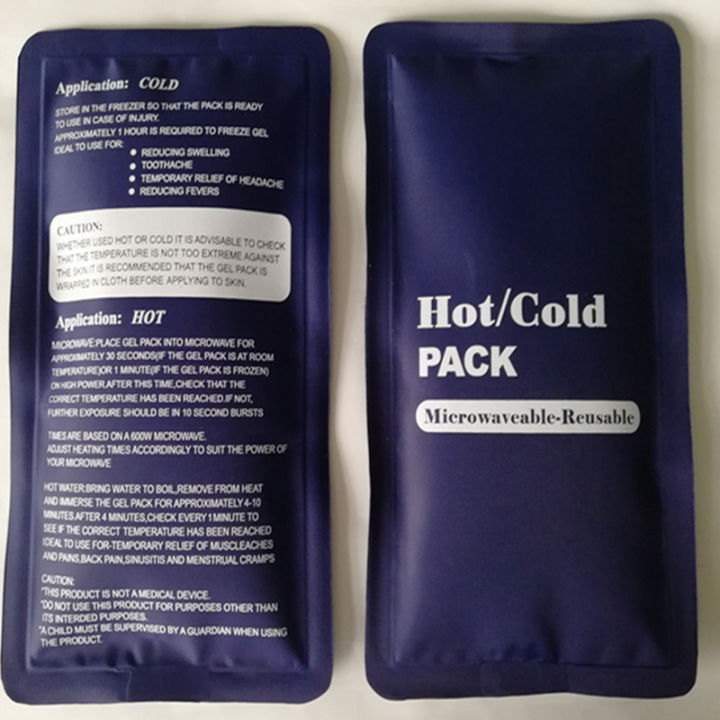 Application: COLD
STORE IN THE FREEZER SO THAT THE PACK IS READY
TO USE IN CASE OF INJURY.
APPROXIMATELY 1 HOUR IS REQUIRED TO FREEZE GEL
IDEAL TO USE FOR:
• REDUCING SWELLING
• TOOTHACHE
• TEMPORARY RELIEF OF HEADACHE
• REDUCING FEVERS
CAUTION:
WHETHER USED HOT OR COLD IT IS ADVISABLE TO CHECK
THAT THE TEMPERATURE IS NOT TOO EXTREME AGAINST
THE SKIN IT IS RECOMMENDED THAT THE GEL PACK IS
WRAPPED IN CLOTH BEFORE APPLYING TO SKIN.
Application: HOT
MICROWAVE:PLACE GEL PACK INTO MICROWAVE FOR
APPROXIMATELY 30 SECONDS(IF THE GEL PACK IS AT ROOM
TEMPERATURE)OR 1 MINUTE(IF THE GEL PACK IS FROZEN)
ON HIGH POWER.AFTER THIS TIME,CHECK THAT THE
CORRECT TEMPERATURE HAS BEEN REACHED.IF NOT,
FURTHER EXPOSURE SHOULD BE IN 10 SECOND BURSTS
TIMES ARE BASED ON A 600W MICROWAVE.
ADJUST HEATING TIMES ACCORDINGLY TO SUIT THE POWER OF
YOUR MICROWAVE
HOT WATER:BRING WATER TO BOIL,REMOVE FROM HEAT
AND IMMERSE THE GEL PACK FOR APPROXIMATELY 4-10
MINUTES.AFTER 4 MINUTES,CHECK EVERY 1 MINUTE TO
SEE IF THE CORRECT TEMPERATURE HAS BEEN REACHED
IDEAL TO USE FOR-TEMPORARY RELIEF OF MUSCLEACHES
AND PAINS,BACK PAIN,SINUSITIS AND MENSTRUAL CRAMPS
CAUTION:
*THIS PRODUCT IS NOT A MEDICAL DEVICE.
*DO NOT USE THIS PRODUCT FOR PURPOSES OTHER THAN
ITS INTERDED PURPOSES.
*A CHILD MUST BE SUPERVISED BY A GUARDIAN WHEN USING
THE PRODUCT.
Hot/Cold
PACK
Microwaveable-Reusable